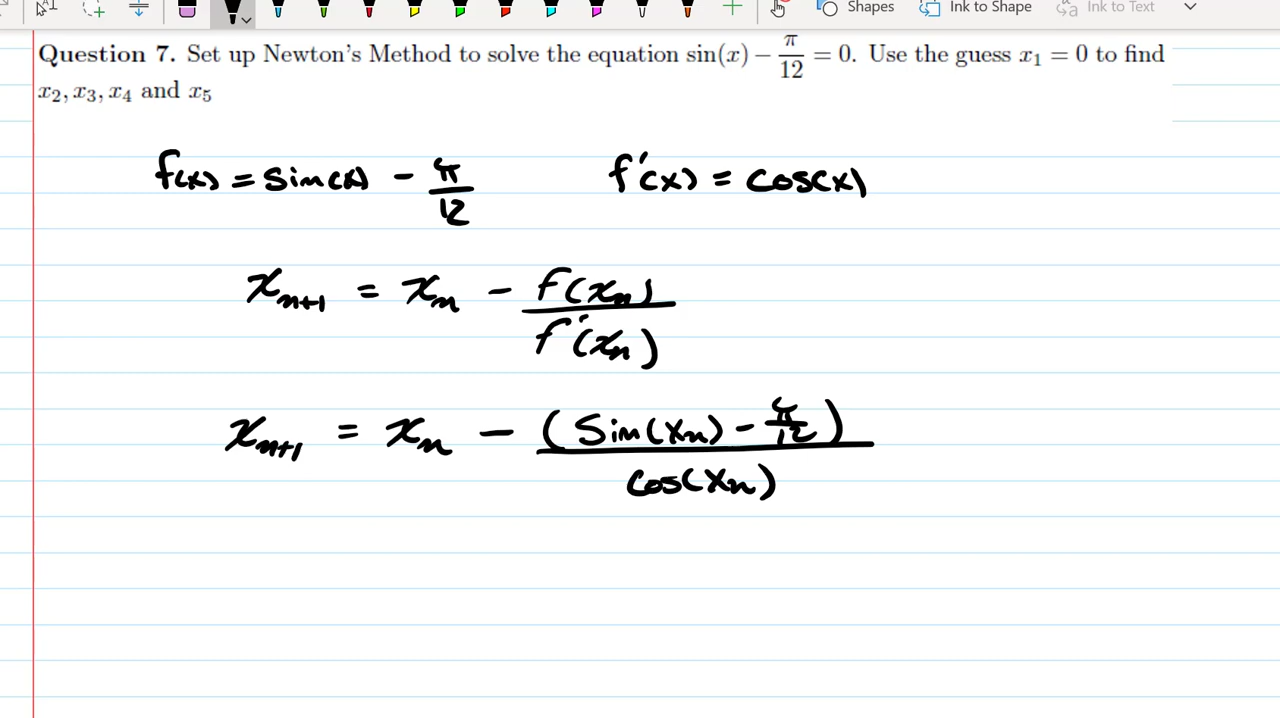 Shapes Ink to Shape Ink to Text
Question 7. Set up Newton's Method to solve the equation sin(x) − π/12 = 0. Use the guess x₁ = 0 to find
x₂, x₃, x₄ and x₅
f(x) = sin(x) − π/12 f'(x) = cos(x)
xₙ₊₁ = xₙ − f(xₙ)/f'(xₙ)
xₙ₊₁ = xₙ − (sin(xₙ) − π/12)/cos(xₙ)